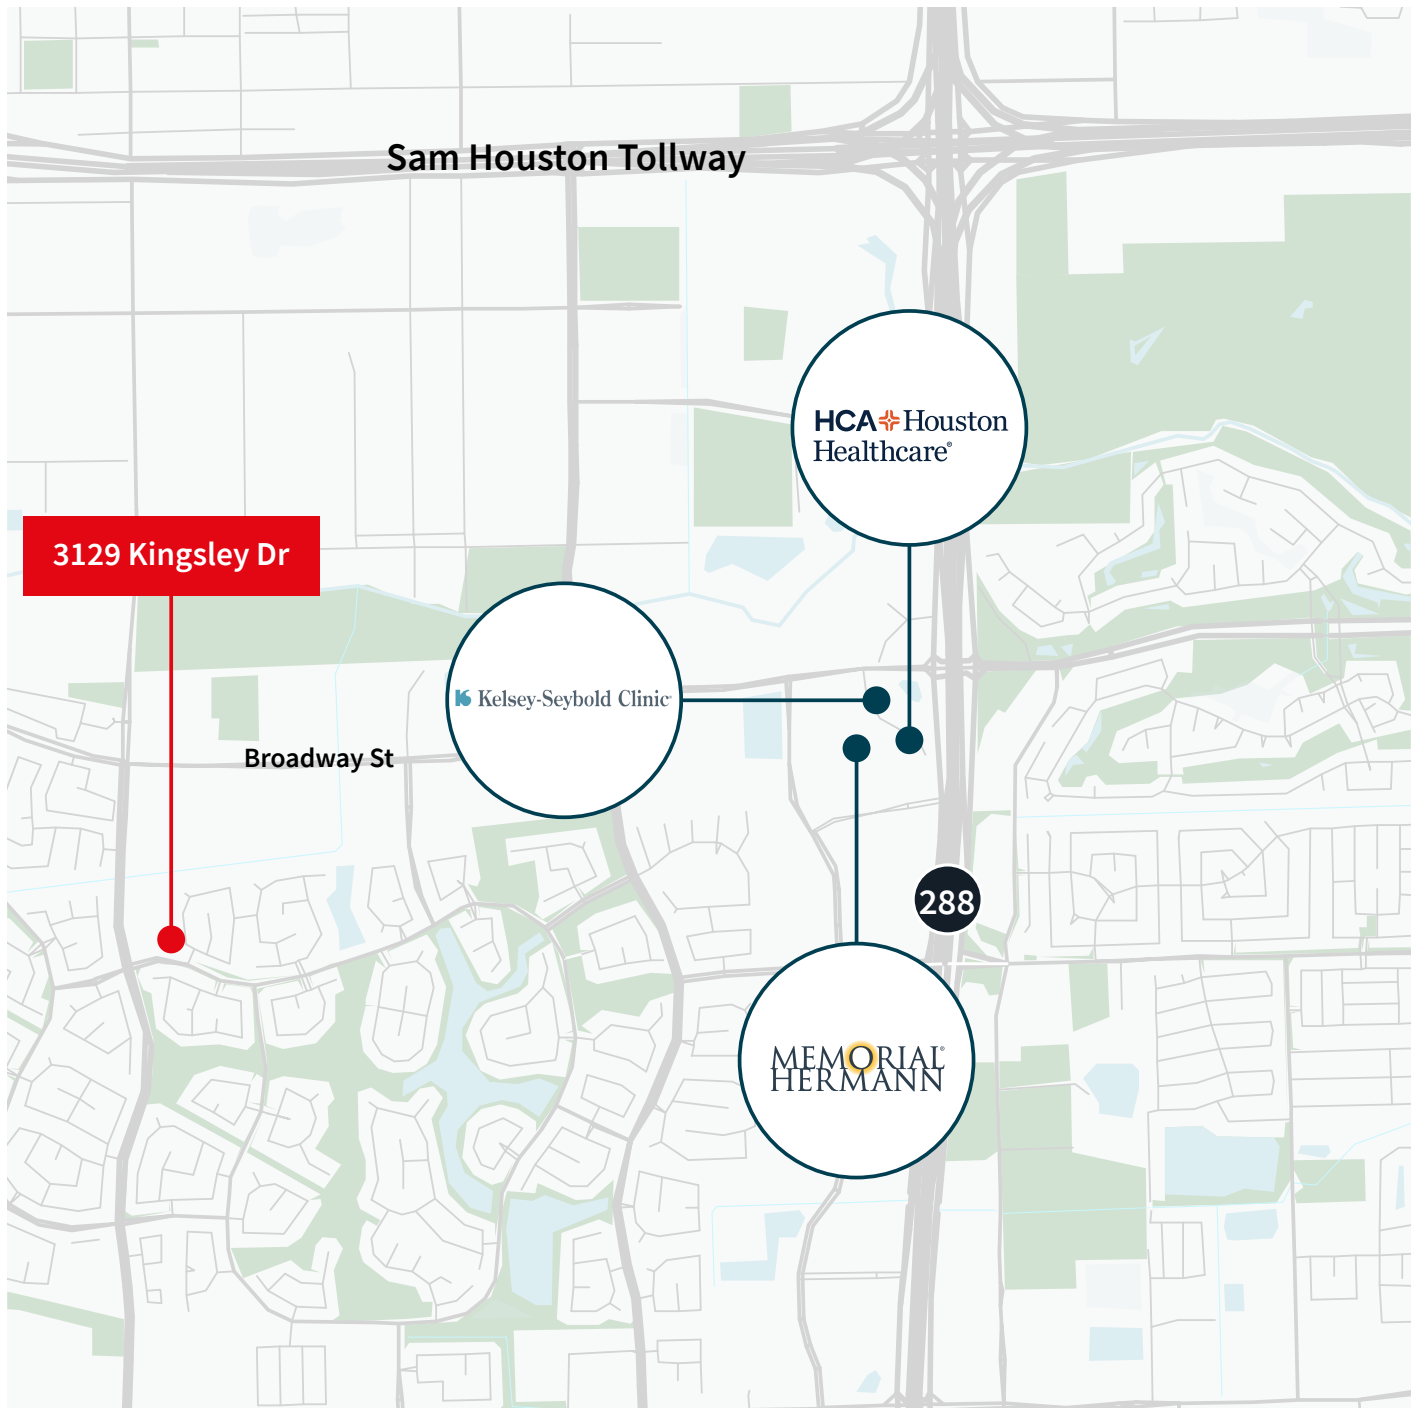 Sam Houston Tollway
HCA Houston
Healthcare®
3129 Kingsley Dr
Kelsey-Seybold Clinic
Broadway St
288
MEMORIAL®
HERMANN